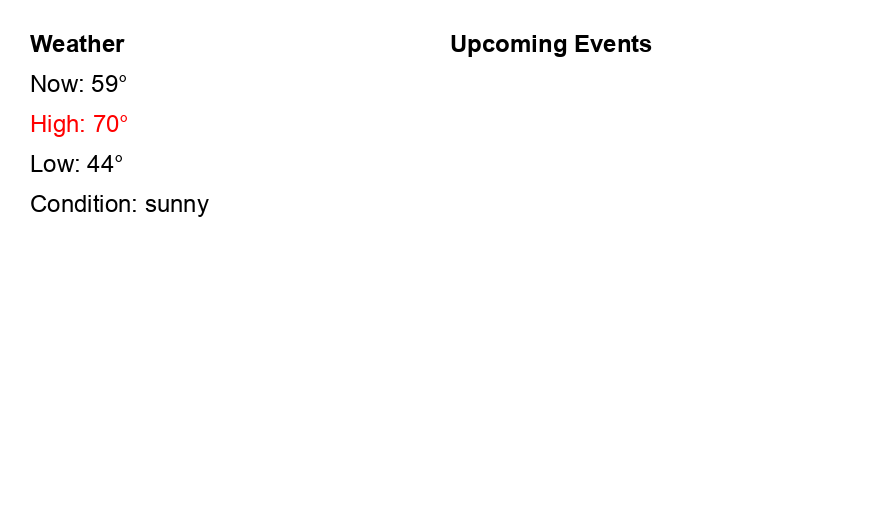 Weather
Now: 59°
High: 70°
Low: 44°
Condition: sunny
Upcoming Events